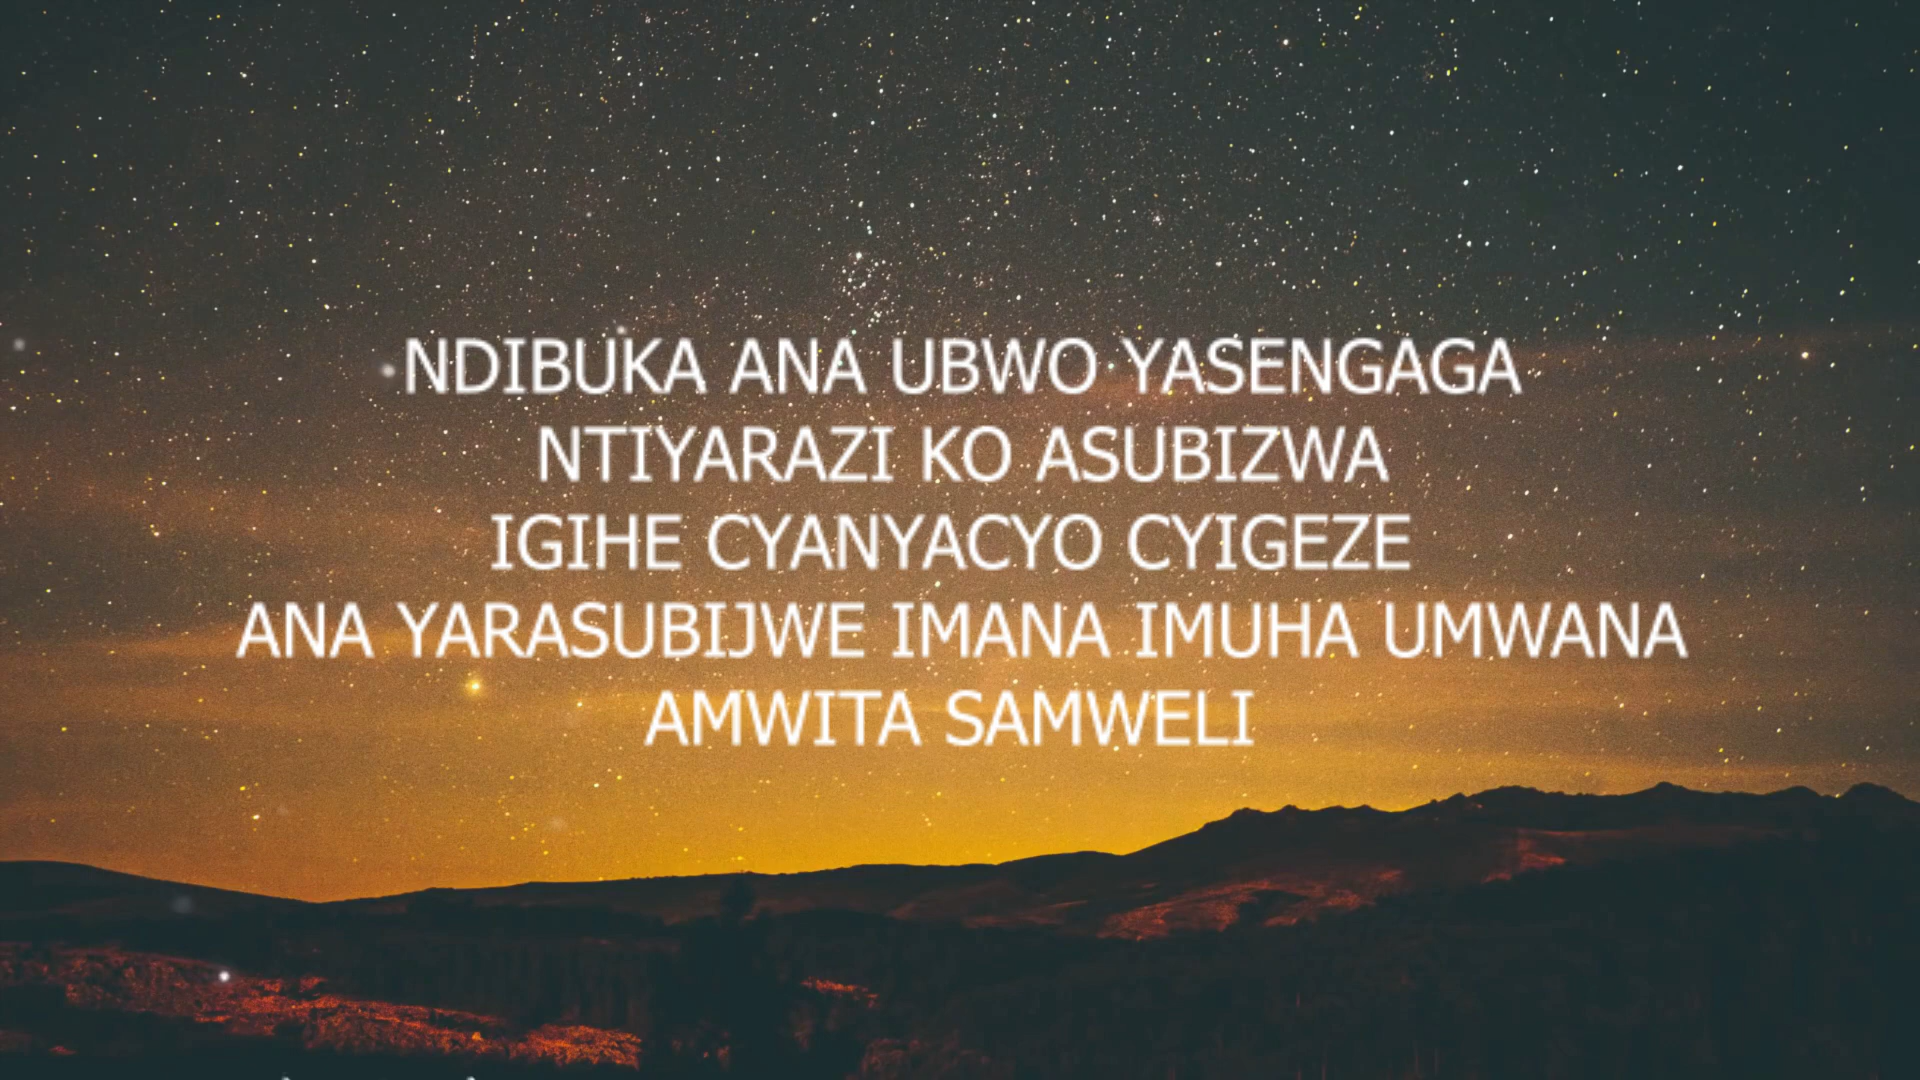 NDIBUKA ANA UBWO YASENGAGA
NTIYARAZI KO ASUBIZWA
IGIHE CYANYACYO CYIGEZE
ANA YARASUBIJWE IMANA IMUHA UMWANA
AMWITA SAMWELI